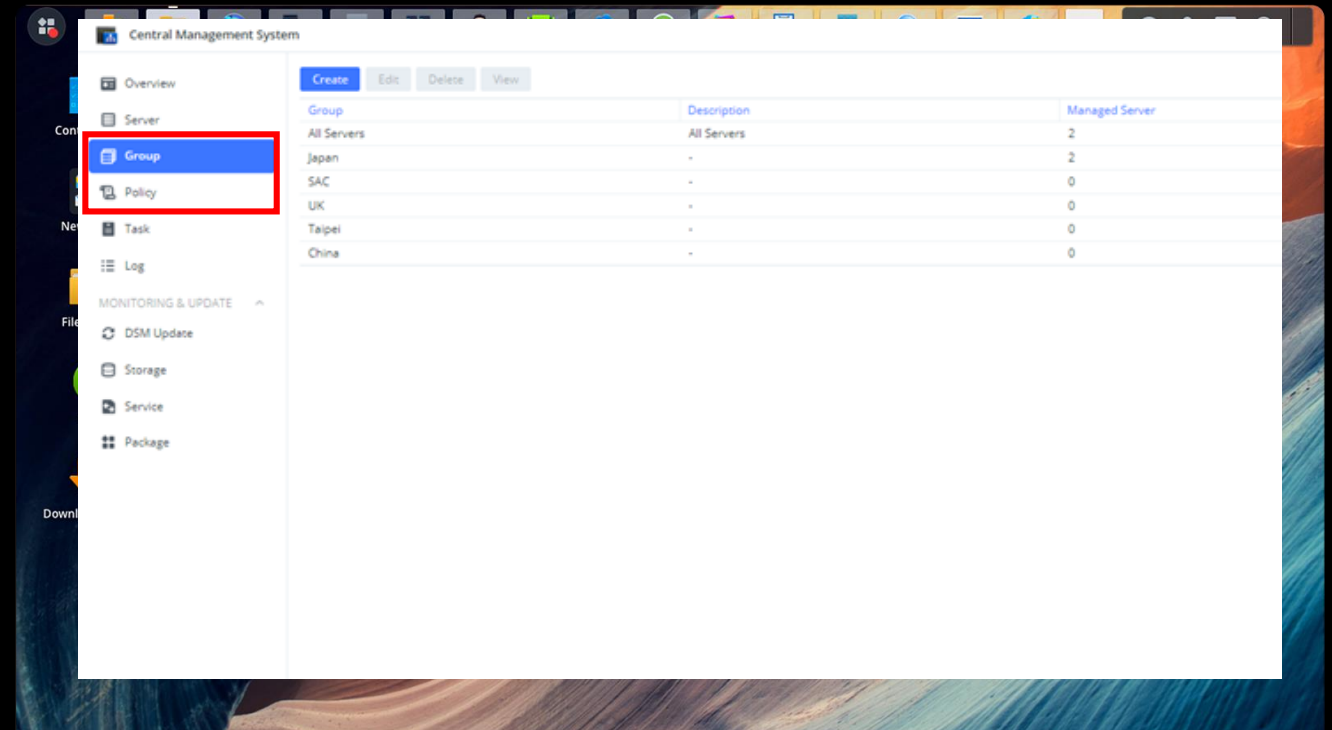 Central Management System
Overview
Server
Group
Policy
Task
Log
MONITORING & UPDATE
DSM Update
Storage
Service
Package
Create Edit Delete View
Group Description Managed Server
All Servers All Servers 2
Japan - 2
SAC - 0
UK - 0
Taipei - 0
China - 0
Con
Ne
File
Downl